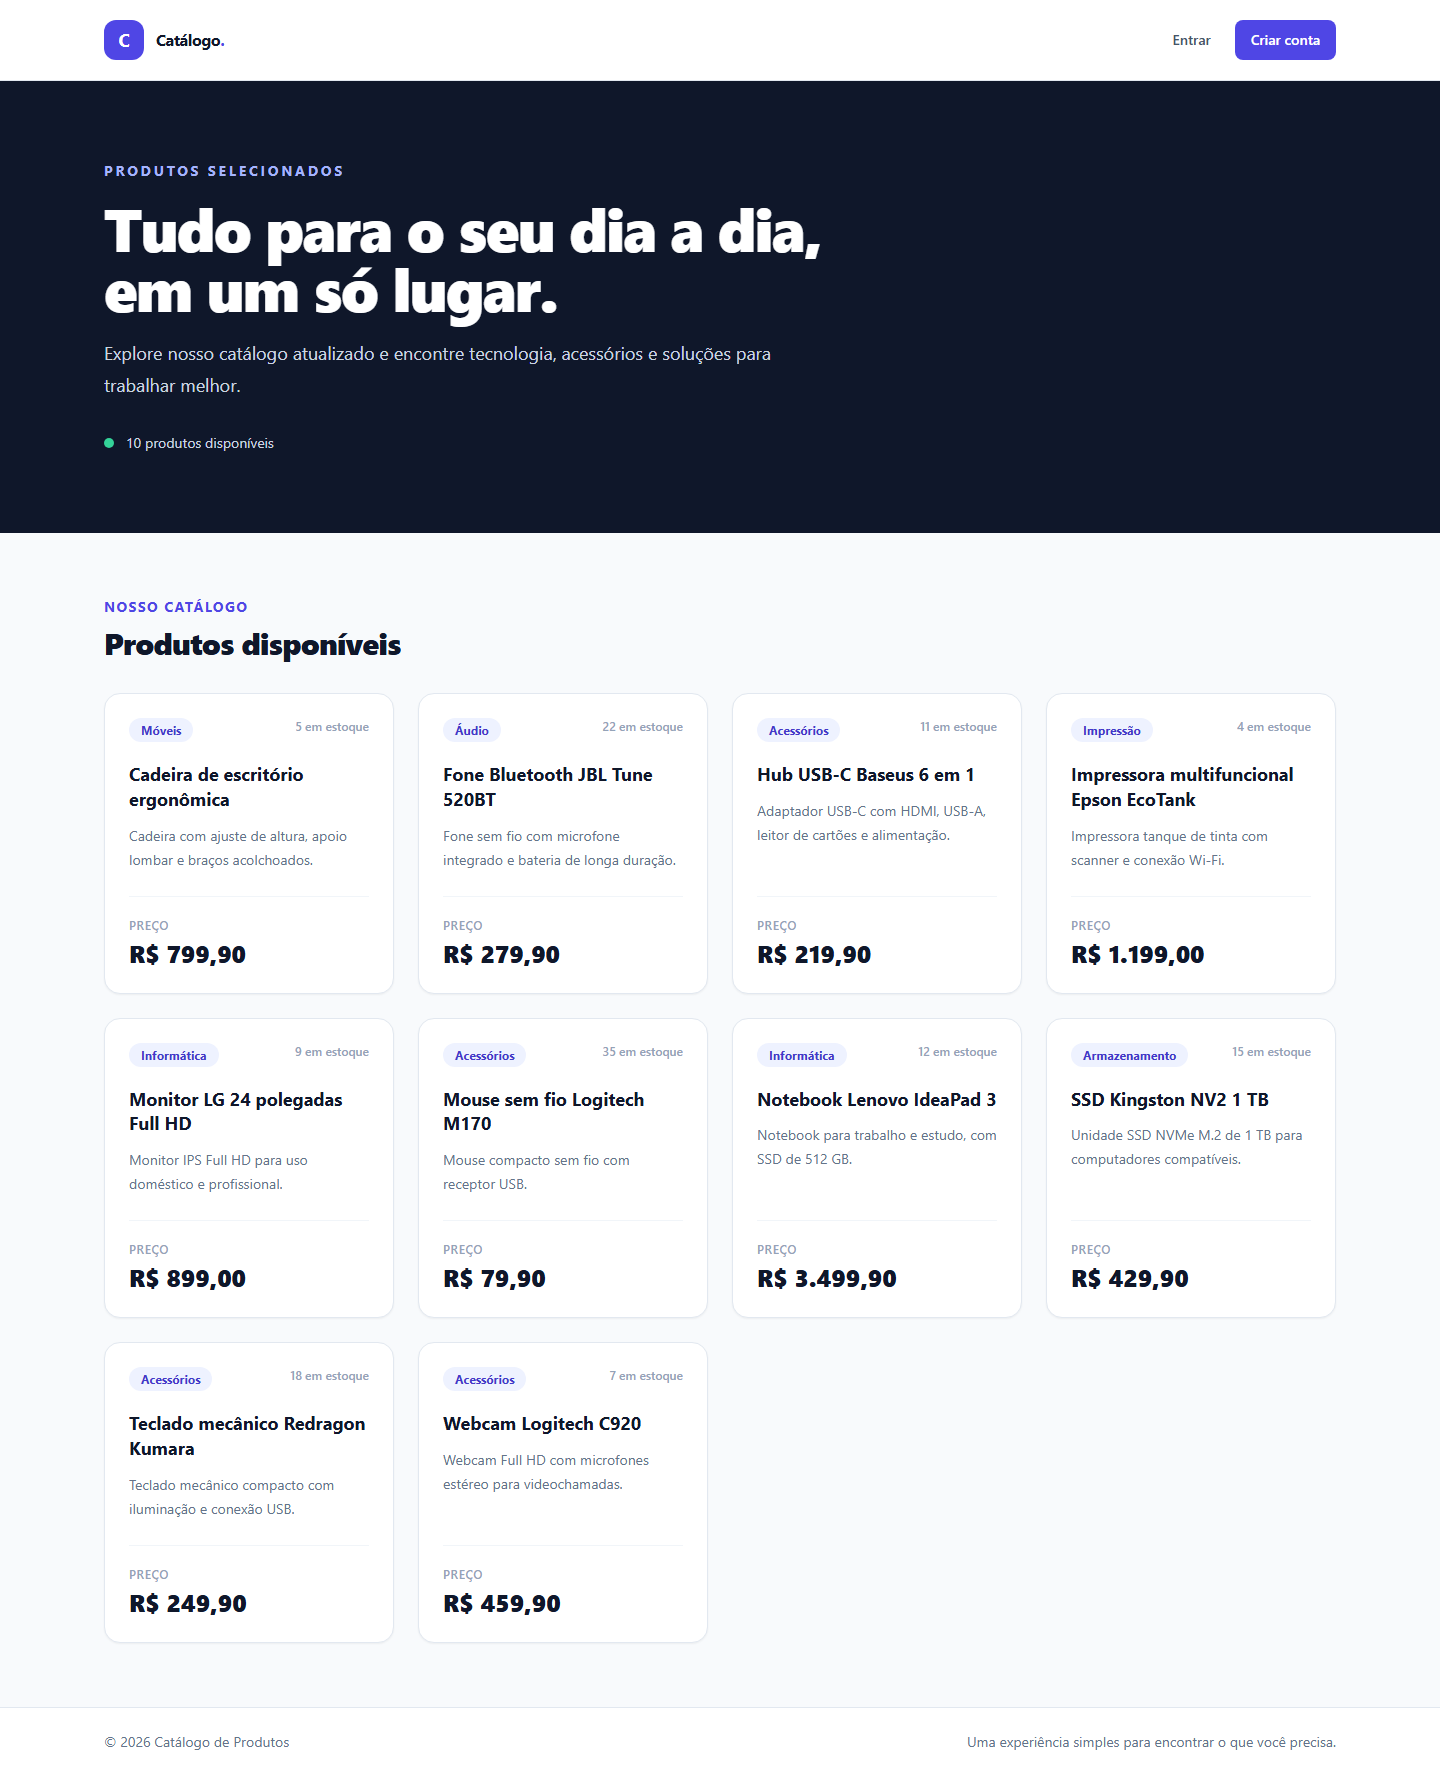 C
Catálogo.
Entrar
Criar conta
PRODUTOS SELECIONADOS
Tudo para o seu dia a dia,
em um só lugar.
Explore nosso catálogo atualizado e encontre tecnologia, acessórios e soluções para
trabalhar melhor.
10 produtos disponíveis
NOSSO CATÁLOGO
Produtos disponíveis
Móveis
5 em estoque
Cadeira de escritório
ergonômica
Cadeira com ajuste de altura, apoio
lombar e braços acolchoados.
PREÇO
R$ 799,90
Áudio
22 em estoque
Fone Bluetooth JBL Tune
520BT
Fone sem fio com microfone
integrado e bateria de longa duração.
PREÇO
R$ 279,90
Acessórios
11 em estoque
Hub USB-C Baseus 6 em 1
Adaptador USB-C com HDMI, USB-A,
leitor de cartões e alimentação.
PREÇO
R$ 219,90
Impressão
4 em estoque
Impressora multifuncional
Epson EcoTank
Impressora tanque de tinta com
scanner e conexão Wi-Fi.
PREÇO
R$ 1.199,00
Informática
9 em estoque
Monitor LG 24 polegadas
Full HD
Monitor IPS Full HD para uso
doméstico e profissional.
PREÇO
R$ 899,00
Acessórios
35 em estoque
Mouse sem fio Logitech
M170
Mouse compacto sem fio com
receptor USB.
PREÇO
R$ 79,90
Informática
12 em estoque
Notebook Lenovo IdeaPad 3
Notebook para trabalho e estudo, com
SSD de 512 GB.
PREÇO
R$ 3.499,90
Armazenamento
15 em estoque
SSD Kingston NV2 1 TB
Unidade SSD NVMe M.2 de 1 TB para
computadores compatíveis.
PREÇO
R$ 429,90
Acessórios
18 em estoque
Teclado mecânico Redragon
Kumara
Teclado mecânico compacto com
iluminação e conexão USB.
PREÇO
R$ 249,90
Acessórios
7 em estoque
Webcam Logitech C920
Webcam Full HD com microfones
estéreo para videochamadas.
PREÇO
R$ 459,90
© 2026 Catálogo de Produtos
Uma experiência simples para encontrar o que você precisa.